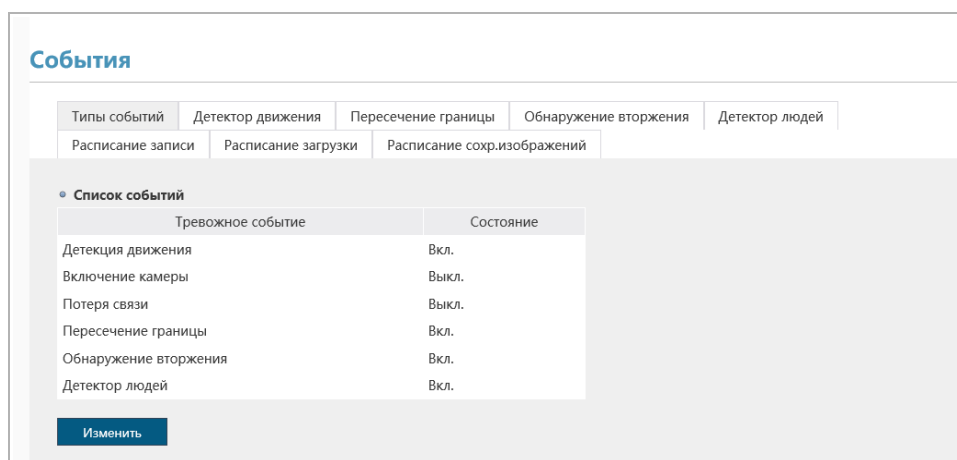 События
Типы событий Детектор движения Пересечение границы Обнаружение вторжения Детектор людей
Расписание записи Расписание загрузки Расписание сохр.изображений
Список событий
Тревожное событие Состояние
Детекция движения Вкл.
Включение камеры Выкл.
Потеря связи Выкл.
Пересечение границы Вкл.
Обнаружение вторжения Вкл.
Детектор людей Вкл.
Изменить